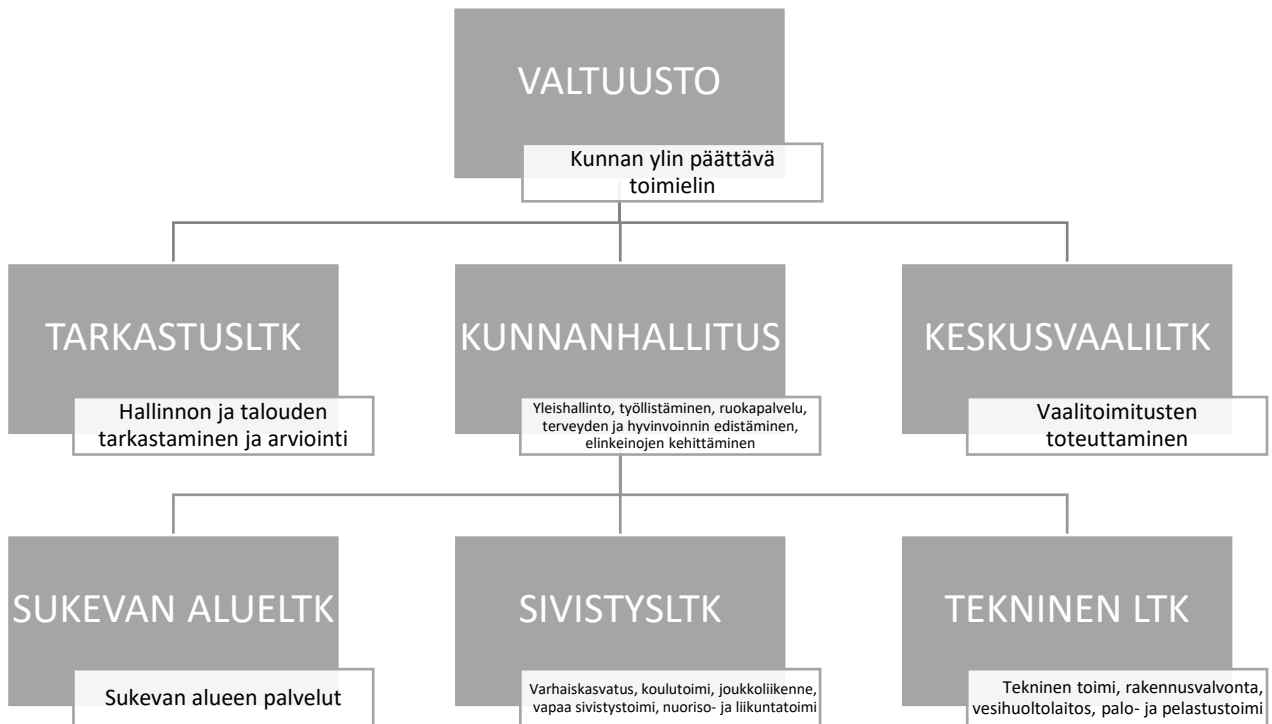 VALTUUSTO
Kunnan ylin päättävä
toimielin
TARKASTUSLTK
Hallinnon ja talouden
tarkastaminen ja arviointi
KUNNANHALLITUS
Yleishallinto, työllistäminen, ruokapalvelu,
terveyden ja hyvinvoinnin edistäminen,
elinkeinojen kehittäminen
KESKUSVAALILTK
Vaalitoimitusten
toteuttaminen
SUKEVAN ALUELTK
Sukevan alueen palvelut
SIVISTYSLTK
Varhaiskasvatus, koulutoimi, joukkoliikenne,
vapaa sivistystoimi, nuoriso- ja liikuntatoimi
TEKNINEN LTK
Tekninen toimi, rakennusvalvonta,
vesihuoltolaitos, palo- ja pelastustoimi